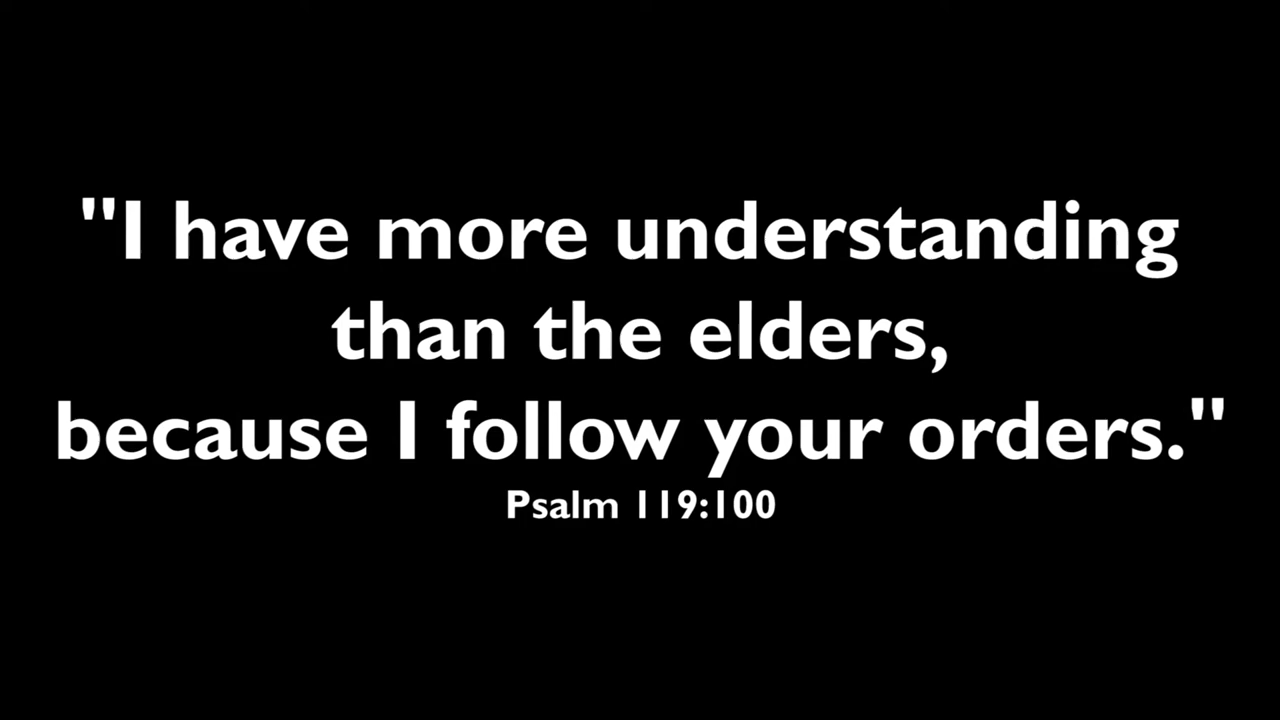 "I have more understanding
than the elders,
because I follow your orders."
Psalm 119:100